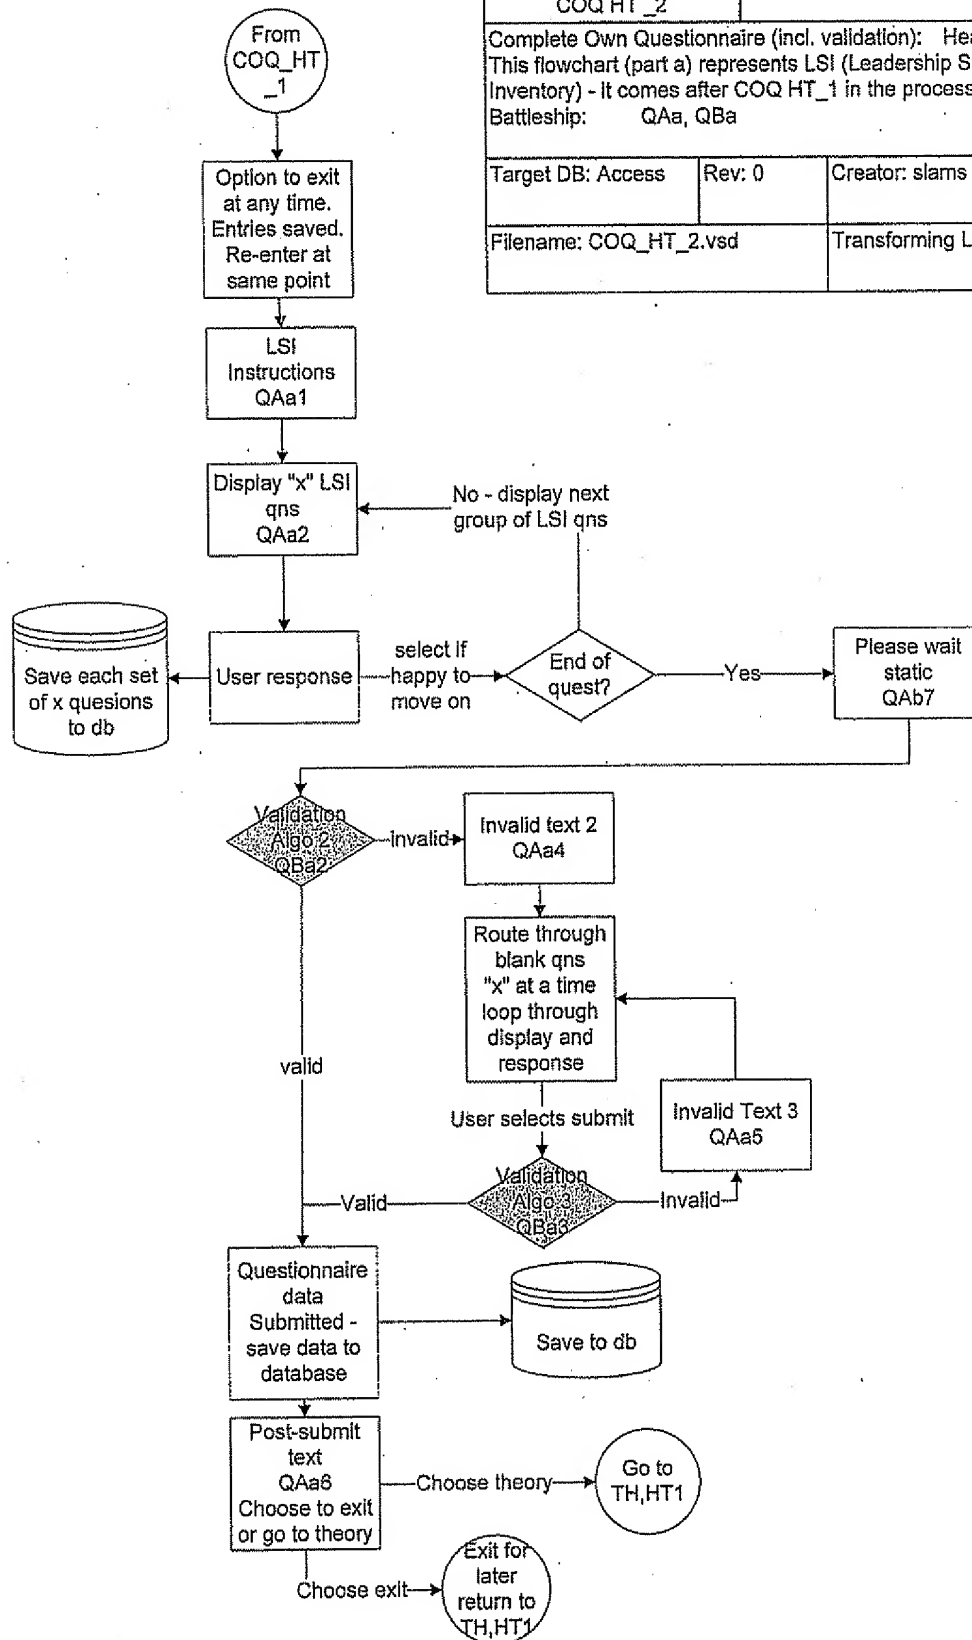 COQ HT_2
Complete Own Questionnaire (incl. validation): Hea
This flowchart (part a) represents LSI (Leadership S
Inventory) - it comes after COQ HT_1 in the process
Battleship: QAa, QBa
Target DB: Access
Rev: 0
Creator: slams
Filename: COQ_HT_2.vsd
Transforming L
From
COQ_HT
_1
Option to exit
at any time.
Entries saved.
Re-enter at
same point
LSI
Instructions
QAa1
Display "x" LSI
qns
QAa2
No - display next
group of LSI qns
Save each set
of x quesions
to db
User response
select if
happy to
move on
End of
quest?
Yes
Please wait
static
QAb7
Validation
Algo 2
QBa2
invalid
Invalid text 2
QAa4
Route through
blank qns
"x" at a time
loop through
display and
response
valid
User selects submit
Invalid Text 3
QAa5
Validation
Algo 3
QBa3
Valid
Invalid
Questionnaire
data
Submitted -
save data to
database
Save to db
Post-submit
text
QAa6
Choose to exit
or go to theory
Choose theory
Go to
TH,HT1
Choose exit
Exit for
later
return to
TH,HT1